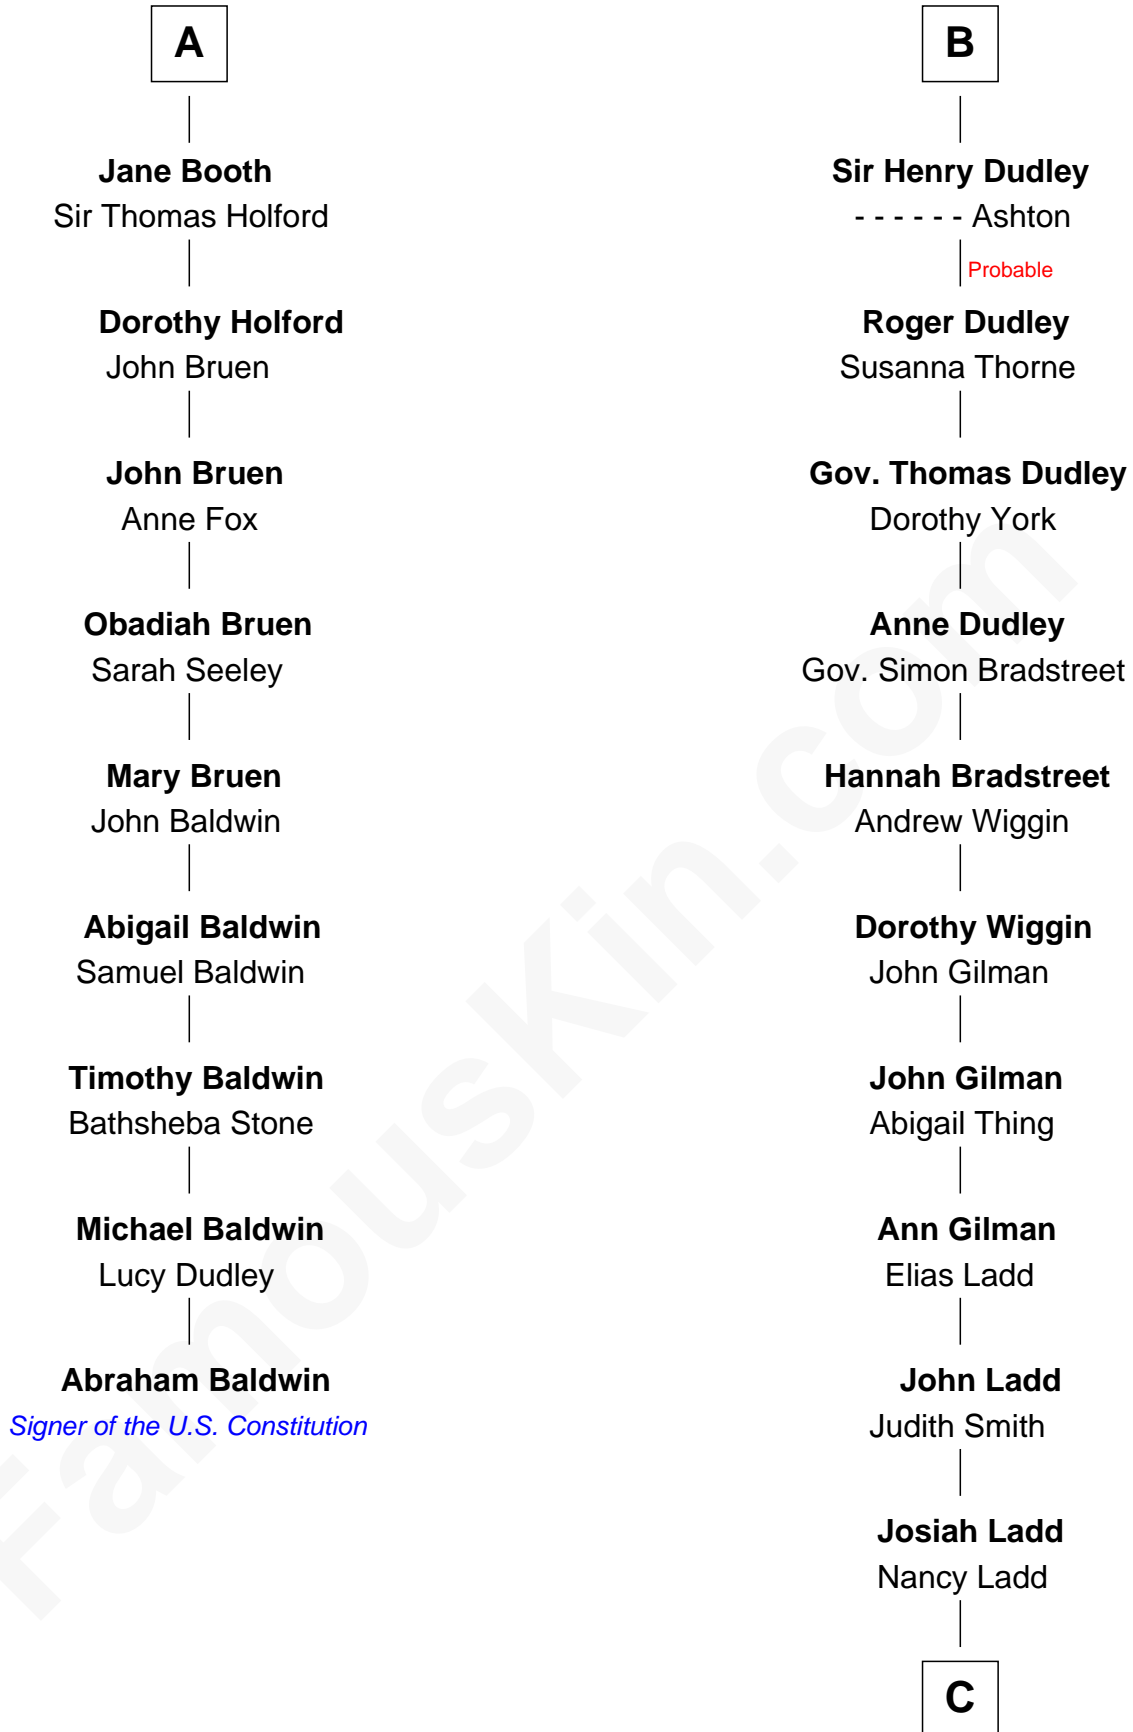 A
Jane Booth
Sir Thomas Holford
Dorothy Holford
John Bruen
John Bruen
Anne Fox
Obadiah Bruen
Sarah Seeley
Mary Bruen
John Baldwin
Abigail Baldwin
Samuel Baldwin
Timothy Baldwin
Bathsheba Stone
Michael Baldwin
Lucy Dudley
Abraham Baldwin
Signer of the U.S. Constitution
B
Sir Henry Dudley
- - - - - - Ashton
Probable
Roger Dudley
Susanna Thorne
Gov. Thomas Dudley
Dorothy York
Anne Dudley
Gov. Simon Bradstreet
Hannah Bradstreet
Andrew Wiggin
Dorothy Wiggin
John Gilman
John Gilman
Abigail Thing
Ann Gilman
Elias Ladd
John Ladd
Judith Smith
Josiah Ladd
Nancy Ladd
C
FamousKin.com